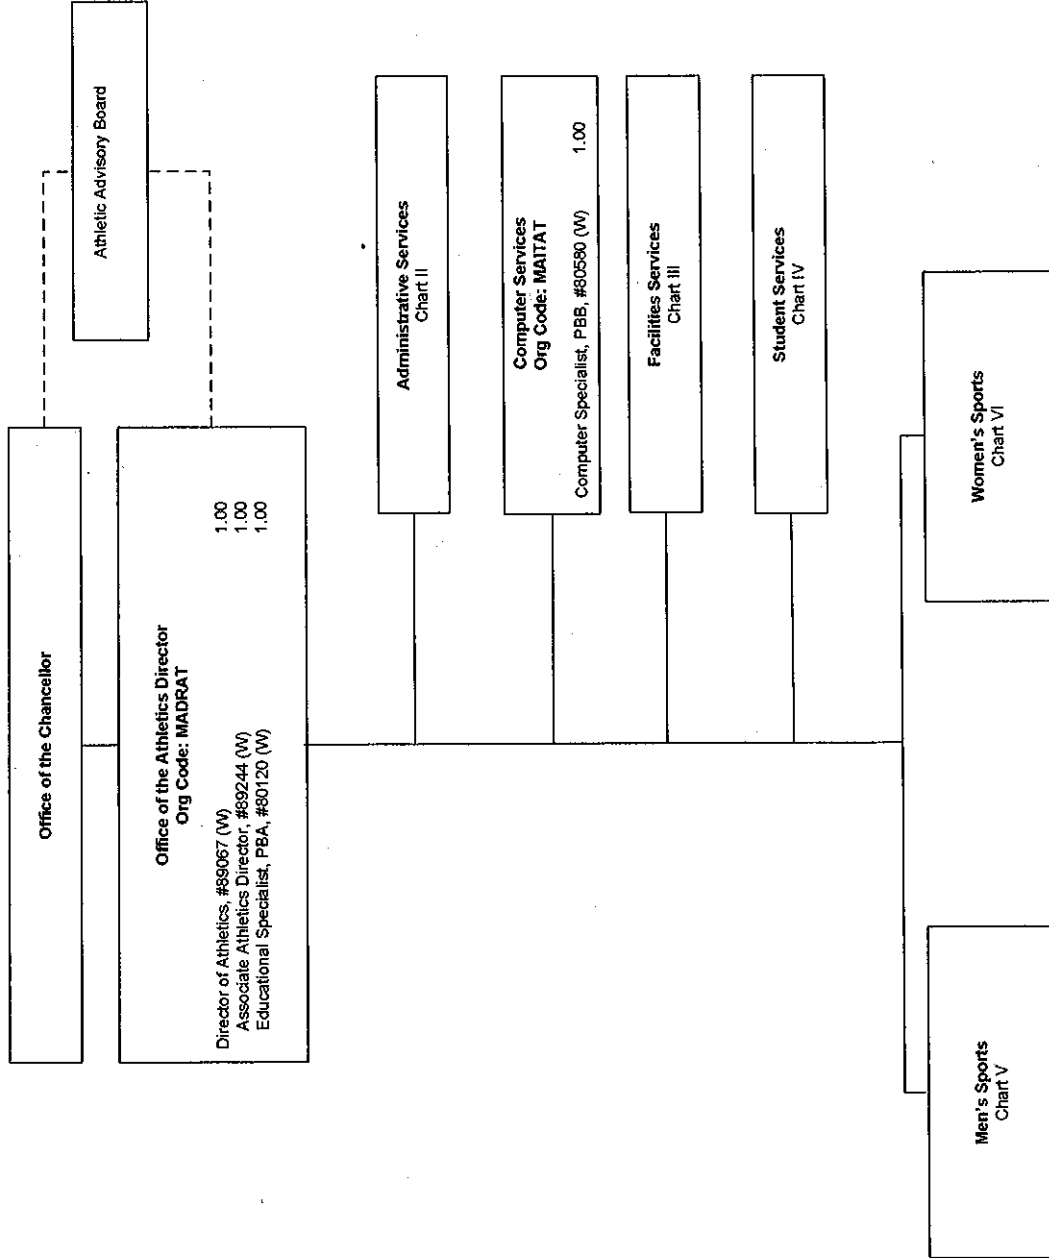 Office of the Chancellor
Athletic Advisory Board
Office of the Athletics Director
Org Code: MADRAT
Director of Athletics, #89067 (W) 1.00
Associate Athletics Director, #89244 (W) 1.00
Educational Specialist, PBA, #80120 (W) 1.00
Administrative Services
Chart II
Computer Services
Org Code: MAITAT
Computer Specialist, PBB, #80580 (W) 1.00
Facilities Services
Chart III
Student Services
Chart IV
Men's Sports
Chart V
Women's Sports
Chart VI